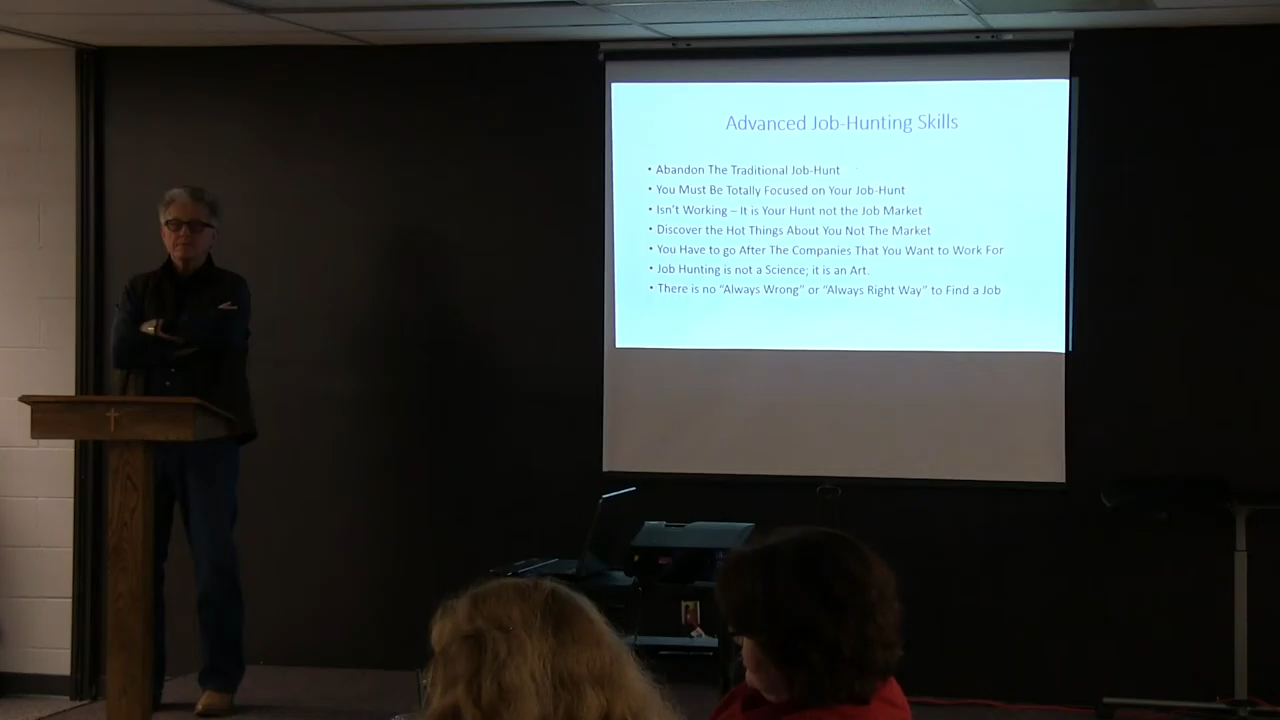 Advanced Job-Hunting Skills
• Abandon The Traditional Job-Hunt
• You Must Be Totally Focused on Your Job-Hunt
• Isn't Working – It is Your Hunt not the Job Market
• Discover the Hot Things About You Not The Market
• You Have to go After The Companies That You Want to Work For
• Job Hunting is not a Science; it is an Art.
• There is no “Always Wrong” or “Always Right Way” to Find a Job